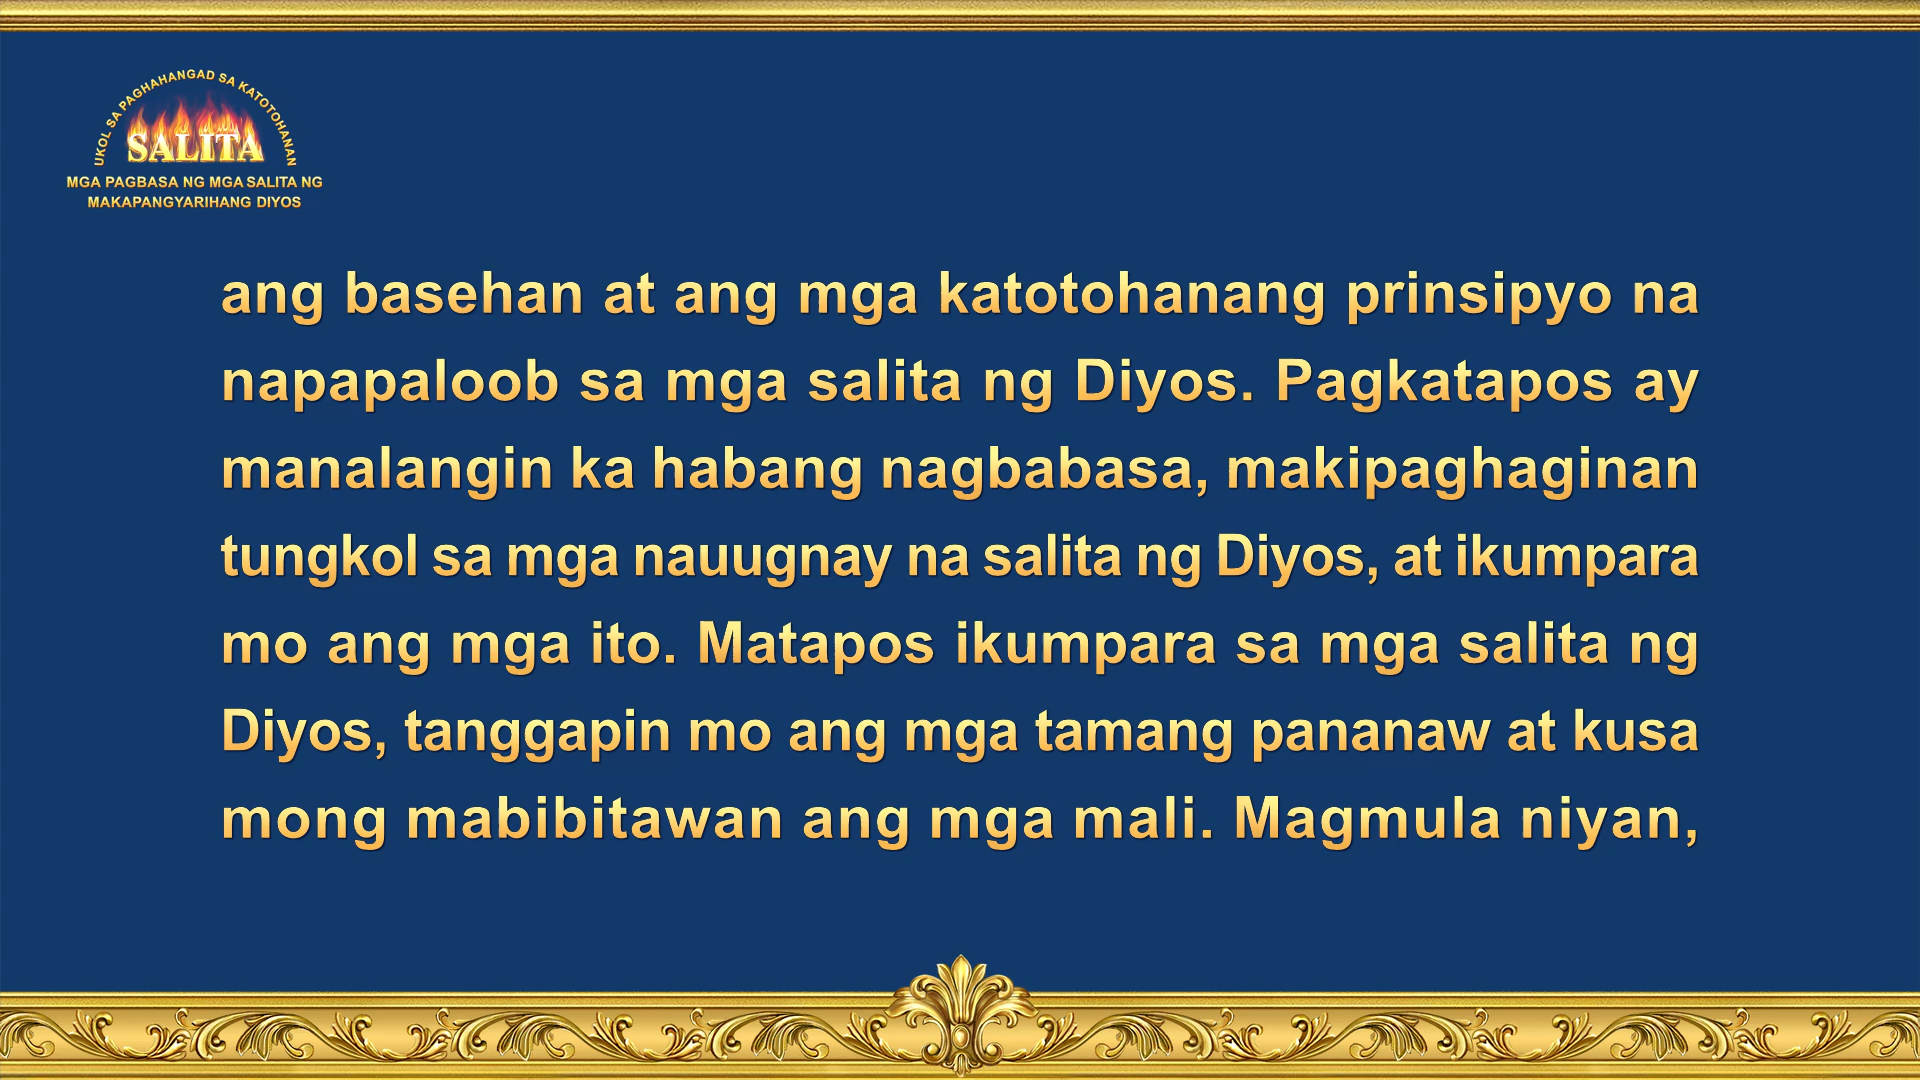 UKOL SA PAGHAHANGAD SA KATOTOHANAN
SALITA
MGA PAGBASA NG MGA SALITA NG
MAKAPANGYARIHANG DIYOS
ang basehan at ang mga katotohanang prinsipyo na
napapaloob sa mga salita ng Diyos. Pagkatapos ay
manalangin ka habang nagbabasa, makipaghaginan
tungkol sa mga nauugnay na salita ng Diyos, at ikumpara
mo ang mga ito. Matapos ikumpara sa mga salita ng
Diyos, tanggapin mo ang mga tamang pananaw at kusa
mong mabibitawan ang mga mali. Magmula niyan,